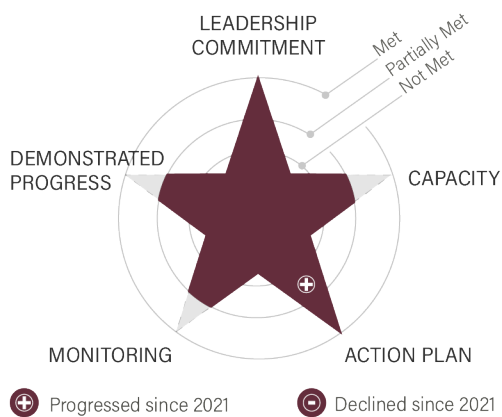 LEADERSHIP
COMMITMENT
Met
Partially Met
Not Met
DEMONSTRATED
PROGRESS
CAPACITY
MONITORING
ACTION PLAN
Progressed since 2021
Declined since 2021